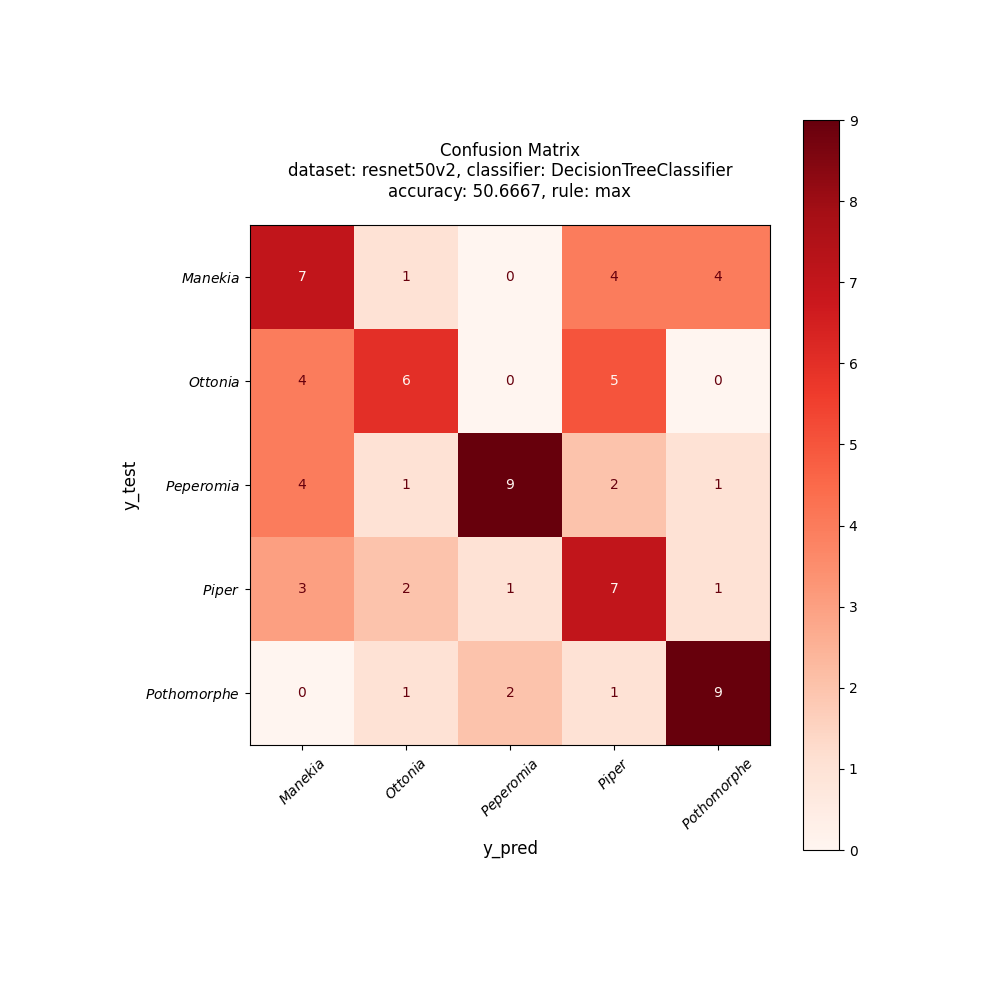 Confusion Matrix
dataset: resnet50v2, classifier: DecisionTreeClassifier
accuracy: 50.6667, rule: max
Manekia 7 1 0 4 4
Ottonia 4 6 0 5 0
Peperomia 4 1 9 2 1
Piper 3 2 1 7 1
Pothomorphe 0 1 2 1 9
y_test
Manekia Ottonia Peperomia Piper Pothomorphe
y_pred
9
8
7
6
5
4
3
2
1
0